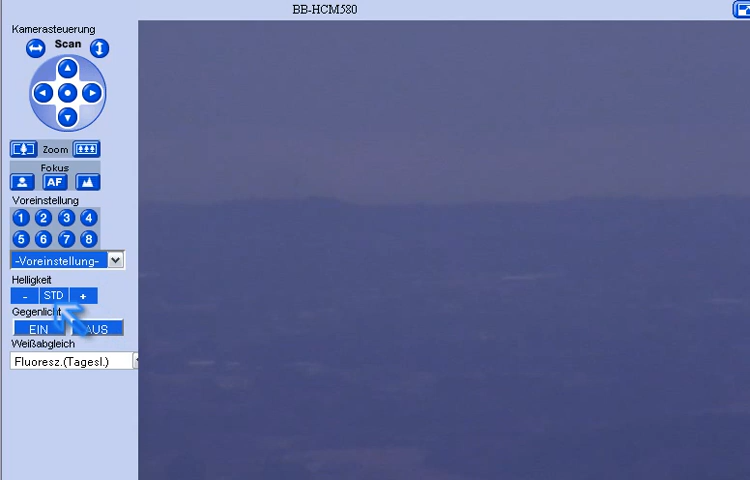 BB-HCM580
Kamerasteuerung
Scan
Zoom
Fokus
AF
Voreinstellung
1 2 3 4
5 6 7 8
-Voreinstellung-
Helligkeit
- STD +
Gegenlicht
EIN AUS
Weißabgleich
Fluoresz.(Tagesl.)